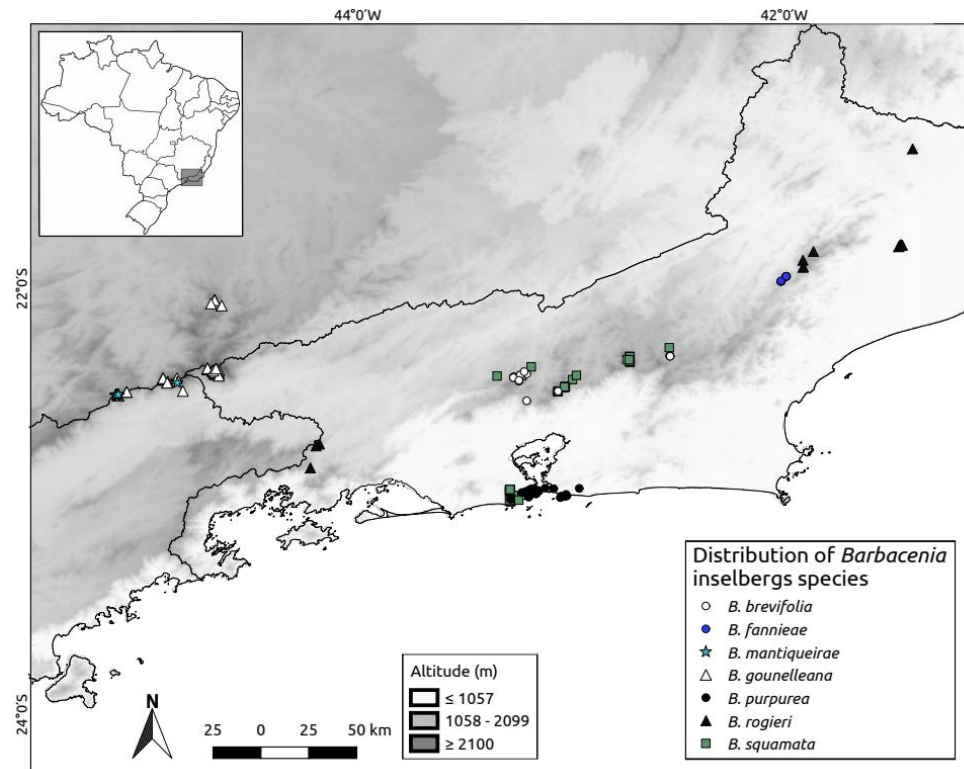 44°0´W
42°0´W
22°0´S
24°0´S
N
25 0 25 50 km
Altitude (m)
≤ 1057
1058 - 2099
≥ 2100
Distribution of Barbacenia
inselbergs species
B. brevifolia
B. fannieae
B. mantiqueirae
B. gounelleana
B. purpurea
B. rogieri
B. squamata